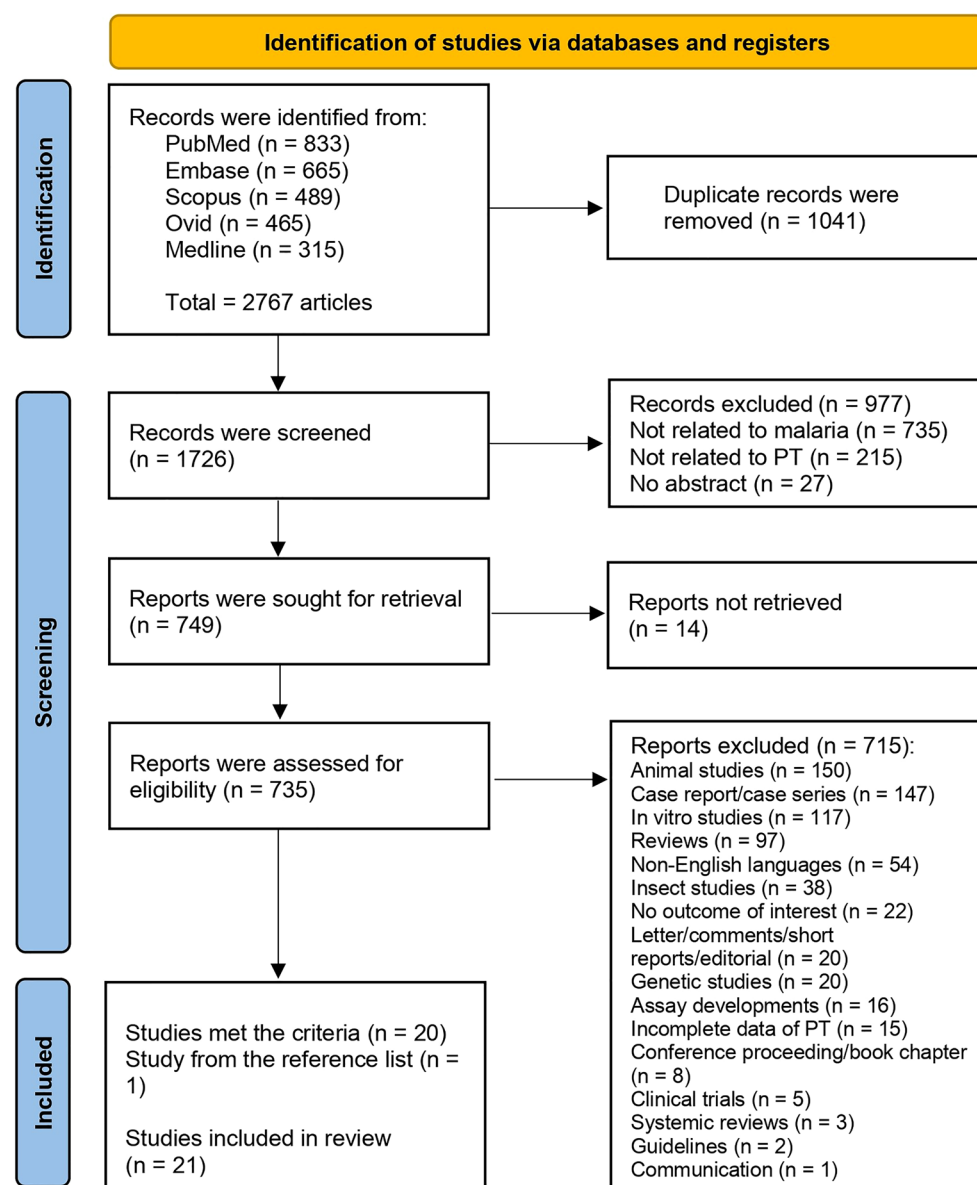 Identification of studies via databases and registers
Identification
Records were identified from:
PubMed (n = 833)
Embase (n = 665)
Scopus (n = 489)
Ovid (n = 465)
Medline (n = 315)
Total = 2767 articles
Duplicate records were
removed (n = 1041)
Screening
Records were screened
(n = 1726)
Records excluded (n = 977)
Not related to malaria (n = 735)
Not related to PT (n = 215)
No abstract (n = 27)
Reports were sought for retrieval
(n = 749)
Reports not retrieved
(n = 14)
Reports were assessed for
eligibility (n = 735)
Reports excluded (n = 715):
Animal studies (n = 150)
Case report/case series (n = 147)
In vitro studies (n = 117)
Reviews (n = 97)
Non-English languages (n = 54)
Insect studies (n = 38)
No outcome of interest (n = 22)
Letter/comments/short
reports/editorial (n = 20)
Genetic studies (n = 20)
Assay developments (n = 16)
Incomplete data of PT (n = 15)
Conference proceeding/book chapter
(n = 8)
Clinical trials (n = 5)
Systemic reviews (n = 3)
Guidelines (n = 2)
Communication (n = 1)
Included
Studies met the criteria (n = 20)
Study from the reference list (n =
1)
Studies included in review
(n = 21)